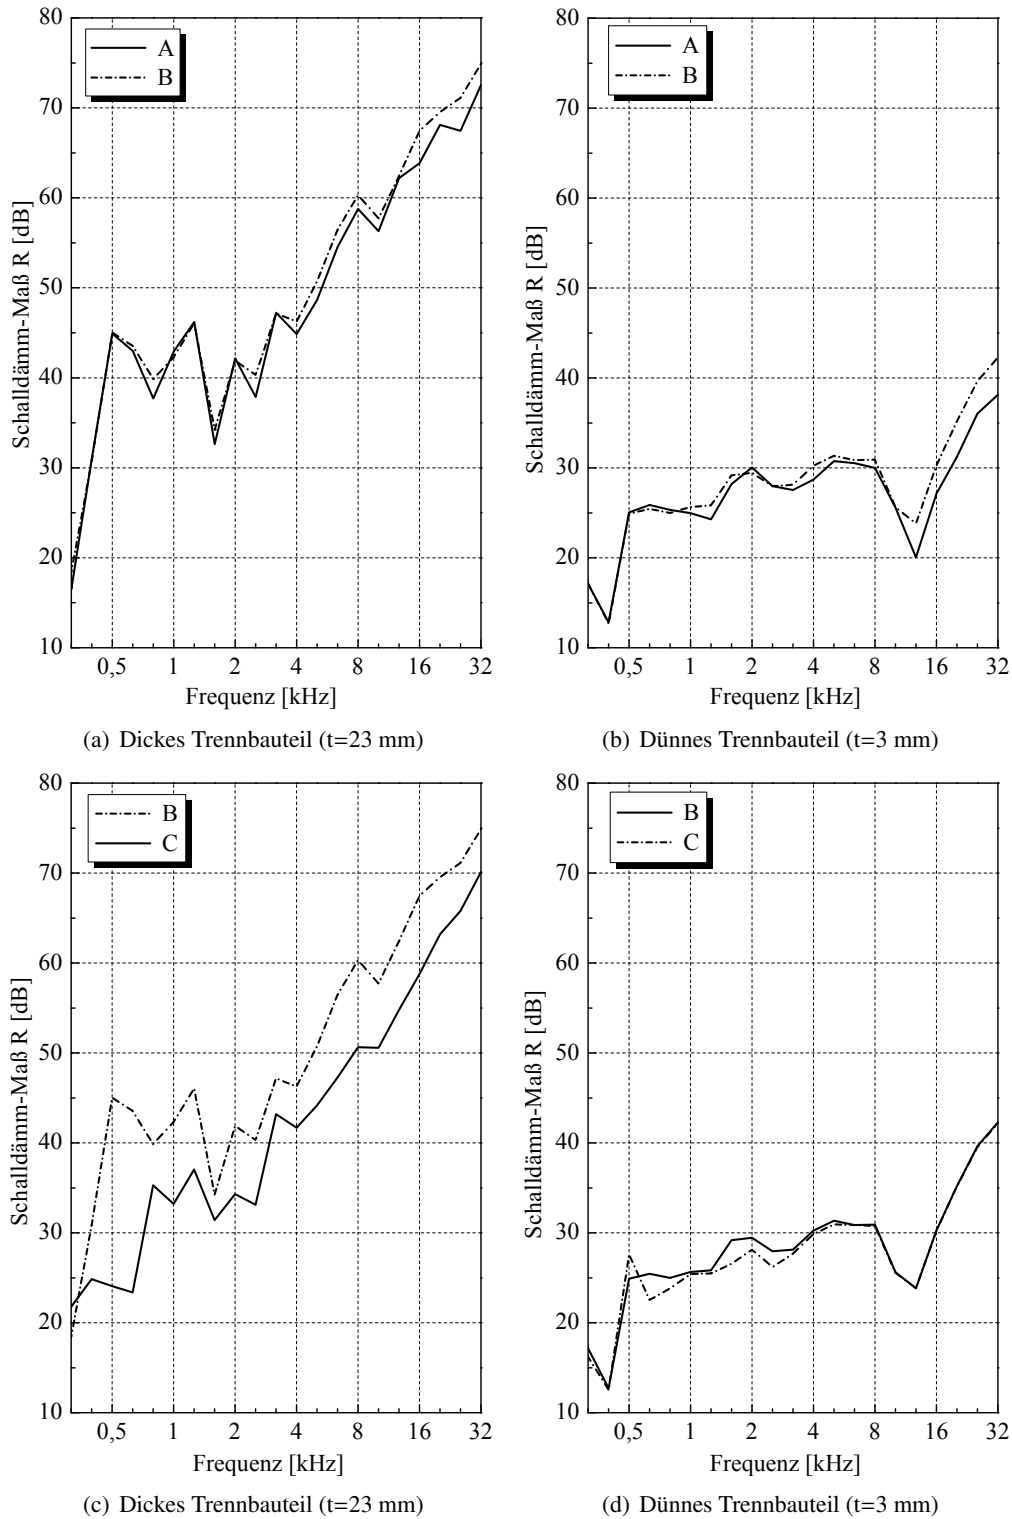 80
70
60
50
40
30
20
10
Schalldämm-Maß R [dB]
A
B
0,5 1 2 4 8 16 32
Frequenz [kHz]
(a) Dickes Trennbauteil (t=23 mm)
80
70
60
50
40
30
20
10
Schalldämm-Maß R [dB]
A
B
0,5 1 2 4 8 16 32
Frequenz [kHz]
(b) Dünnes Trennbauteil (t=3 mm)
80
70
60
50
40
30
20
10
Schalldämm-Maß R [dB]
B
C
0,5 1 2 4 8 16 32
Frequenz [kHz]
(c) Dickes Trennbauteil (t=23 mm)
80
70
60
50
40
30
20
10
Schalldämm-Maß R [dB]
B
C
0,5 1 2 4 8 16 32
Frequenz [kHz]
(d) Dünnes Trennbauteil (t=3 mm)